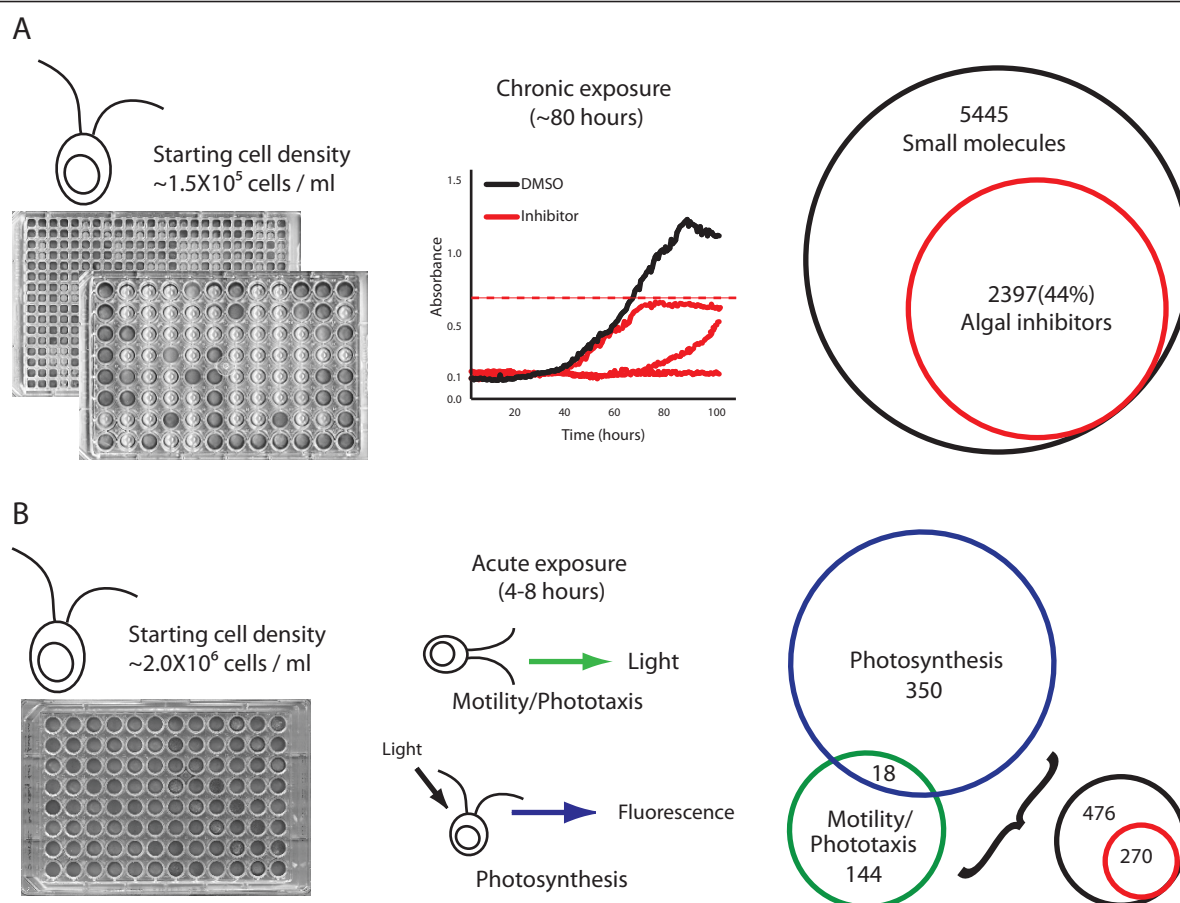 A
Starting cell density
~1.5X10⁵ cells / ml
Chronic exposure
(~80 hours)
1.5
1.0
0.5
0.1
0.0
Absorbance
DMSO
Inhibitor
20 40 60 80 100
Time (hours)
5445
Small molecules
2397(44%)
Algal inhibitors
B
Starting cell density
~2.0X10⁶ cells / ml
Acute exposure
(4-8 hours)
Light
Motility/Phototaxis
Light
Fluorescence
Photosynthesis
Photosynthesis
350
18
Motility/
Phototaxis
144
476
270